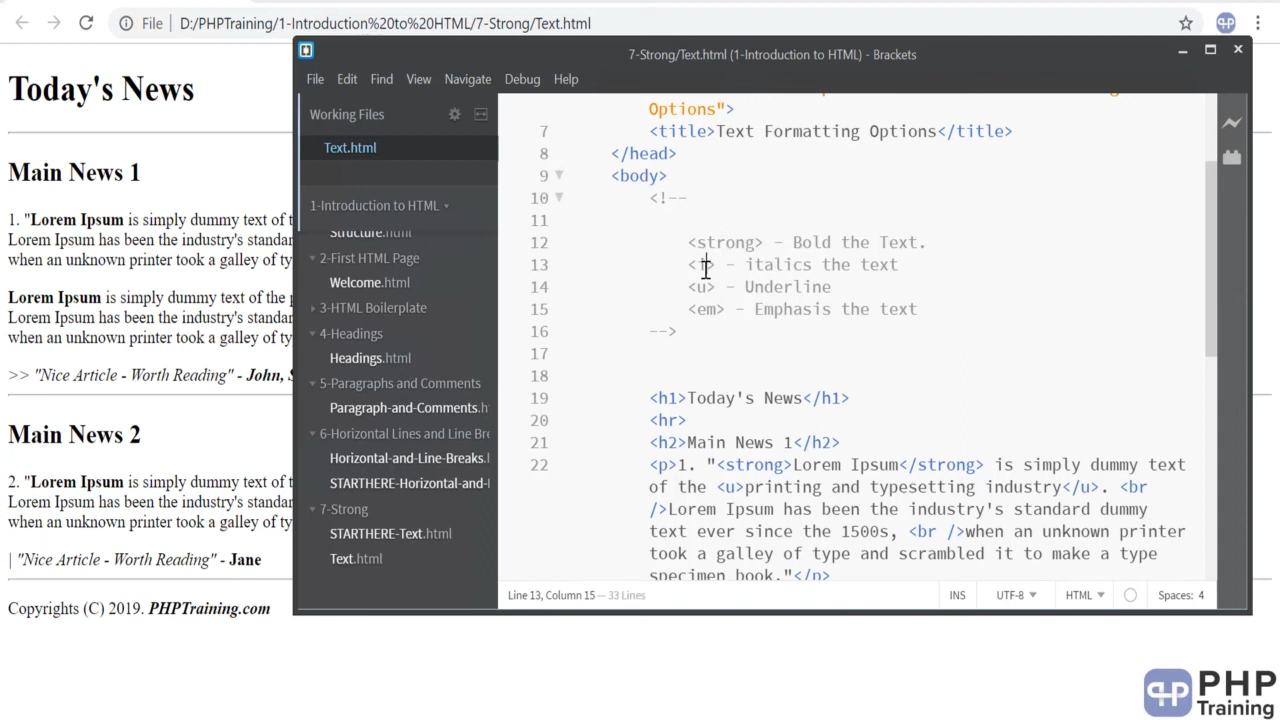 File | D:/PHPTraining/1-Introduction%20to%20HTML/7-Strong/Text.html
7-Strong/Text.html (1-Introduction to HTML) - Brackets
File Edit Find View Navigate Debug Help
Working Files
Text.html
1-Introduction to HTML
Structure.html
2-First HTML Page
Welcome.html
3-HTML Boilerplate
4-Headings
Headings.html
5-Paragraphs and Comments
Paragraph-and-Comments.h
6-Horizontal Lines and Line Bre
Horizontal-and-Line-Breaks.
STARTHERE-Horizontal-and-
7-Strong
STARTHERE-Text.html
Text.html
Options">
7 <title>Text Formatting Options</title>
8 </head>
9 <body>
10 <!--
11
12 <strong> - Bold the Text.
13 - italics the text
14 <u> - Underline
15 <em> - Emphasis the text
16 -->
17
18
19 <h1>Today's News</h1>
20 <hr>
21 <h2>Main News 1</h2>
22 <p>1. "<strong>Lorem Ipsum</strong> is simply dummy text
of the <u>printing and typesetting industry</u>. <br
/>Lorem Ipsum has been the industry's standard dummy
text ever since the 1500s, <br />when an unknown printer
took a galley of type and scrambled it to make a type
specimen book."</p>
Line 13, Column 15 — 33 Lines
INS UTF-8 HTML Spaces: 4
Today's News
Main News 1
1. "Lorem Ipsum is simply dummy text of t
Lorem Ipsum has been the industry's standar
when an unknown printer took a galley of ty
Lorem Ipsum is simply dummy text of the p
Lorem Ipsum has been the industry's standar
when an unknown printer took a galley of ty
>> "Nice Article - Worth Reading" - John, S
Main News 2
2. "Lorem Ipsum is simply dummy text of t
Lorem Ipsum has been the industry's standar
when an unknown printer took a galley of ty
| "Nice Article - Worth Reading" - Jane
Copyrights (C) 2019. PHPTraining.com
PHP
Training